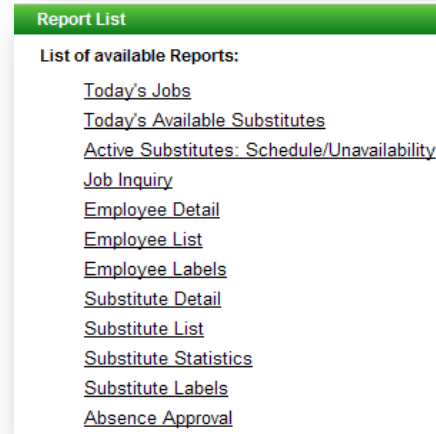 Report List
List of available Reports:
Today's Jobs
Today's Available Substitutes
Active Substitutes: Schedule/Unavailability
Job Inquiry
Employee Detail
Employee List
Employee Labels
Substitute Detail
Substitute List
Substitute Statistics
Substitute Labels
Absence Approval